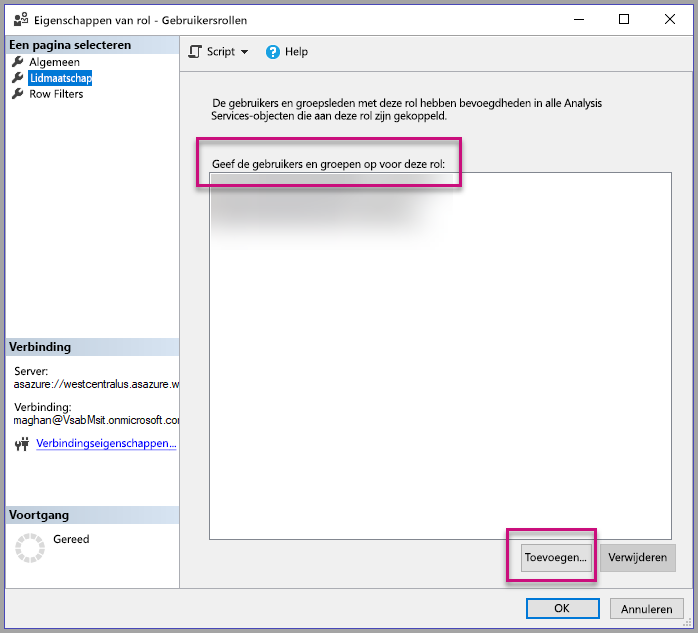 Eigenschappen van rol - Gebruikersrollen
Een pagina selecteren
Algemeen
Lidmaatschap
Row Filters
Script
Help
De gebruikers en groepsleden met deze rol hebben bevoegdheden in alle Analysis
Services-objecten die aan deze rol zijn gekoppeld.
Geef de gebruikers en groepen op voor deze rol:
Verbinding
Server:
asazure://westcentralus.asazure.w
Verbinding:
maghan@VsabMsit.onmicrosoft.co
Verbindingseigenschappen...
Voortgang
Gereed
Toevoegen...
Verwijderen
OK
Annuleren